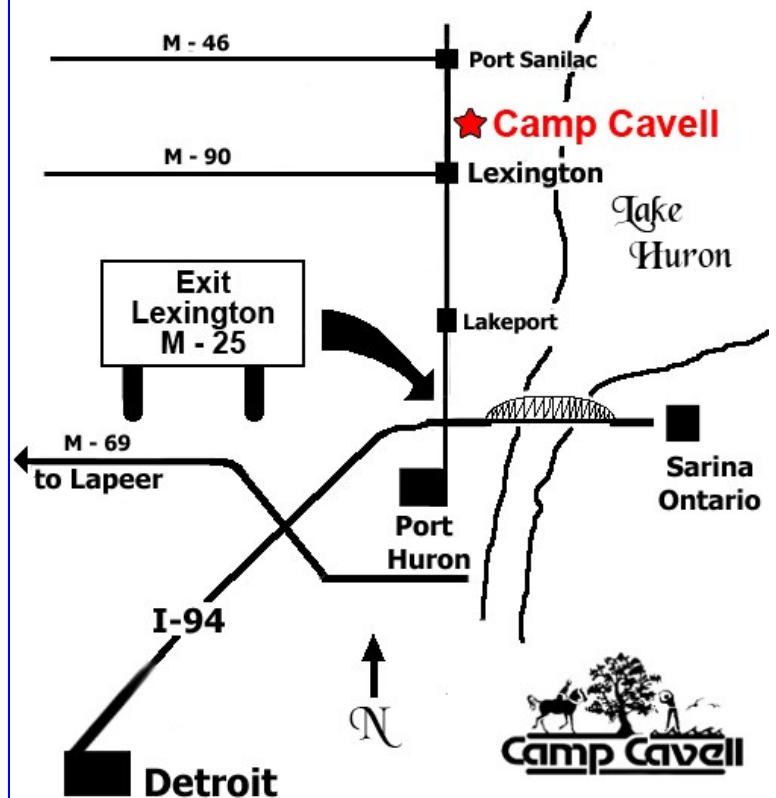 M - 46
Port Sanilac
Camp Cavell
M - 90
Lexington
Lake
Huron
Exit
Lexington
M - 25
Lakeport
M - 69
to Lapeer
Sarina
Ontario
Port
Huron
I-94
N
Camp Cavell
Detroit